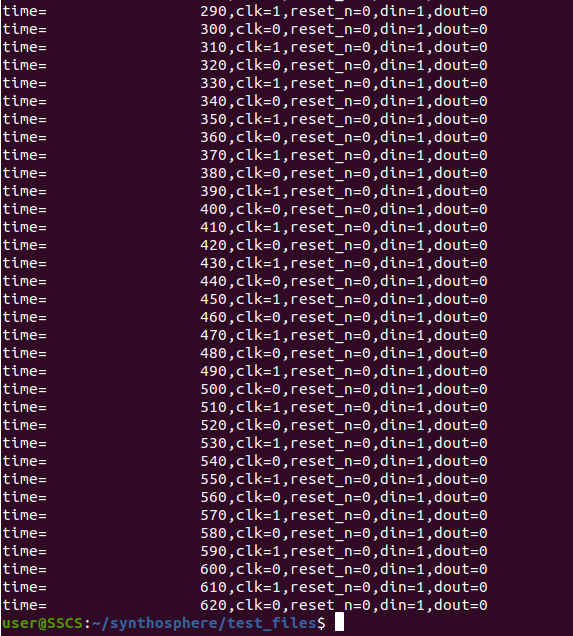 time=                 290,clk=1,reset_n=0,din=1,dout=0
time=                 300,clk=0,reset_n=0,din=1,dout=0
time=                 310,clk=1,reset_n=0,din=1,dout=0
time=                 320,clk=0,reset_n=0,din=1,dout=0
time=                 330,clk=1,reset_n=0,din=1,dout=0
time=                 340,clk=0,reset_n=0,din=1,dout=0
time=                 350,clk=1,reset_n=0,din=1,dout=0
time=                 360,clk=0,reset_n=0,din=1,dout=0
time=                 370,clk=1,reset_n=0,din=1,dout=0
time=                 380,clk=0,reset_n=0,din=1,dout=0
time=                 390,clk=1,reset_n=0,din=1,dout=0
time=                 400,clk=0,reset_n=0,din=1,dout=0
time=                 410,clk=1,reset_n=0,din=1,dout=0
time=                 420,clk=0,reset_n=0,din=1,dout=0
time=                 430,clk=1,reset_n=0,din=1,dout=0
time=                 440,clk=0,reset_n=0,din=1,dout=0
time=                 450,clk=1,reset_n=0,din=1,dout=0
time=                 460,clk=0,reset_n=0,din=1,dout=0
time=                 470,clk=1,reset_n=0,din=1,dout=0
time=                 480,clk=0,reset_n=0,din=1,dout=0
time=                 490,clk=1,reset_n=0,din=1,dout=0
time=                 500,clk=0,reset_n=0,din=1,dout=0
time=                 510,clk=1,reset_n=0,din=1,dout=0
time=                 520,clk=0,reset_n=0,din=1,dout=0
time=                 530,clk=1,reset_n=0,din=1,dout=0
time=                 540,clk=0,reset_n=0,din=1,dout=0
time=                 550,clk=1,reset_n=0,din=1,dout=0
time=                 560,clk=0,reset_n=0,din=1,dout=0
time=                 570,clk=1,reset_n=0,din=1,dout=0
time=                 580,clk=0,reset_n=0,din=1,dout=0
time=                 590,clk=1,reset_n=0,din=1,dout=0
time=                 600,clk=0,reset_n=0,din=1,dout=0
time=                 610,clk=1,reset_n=0,din=1,dout=0
time=                 620,clk=0,reset_n=0,din=1,dout=0
user@SSCS:~/synthosphere/test_files$